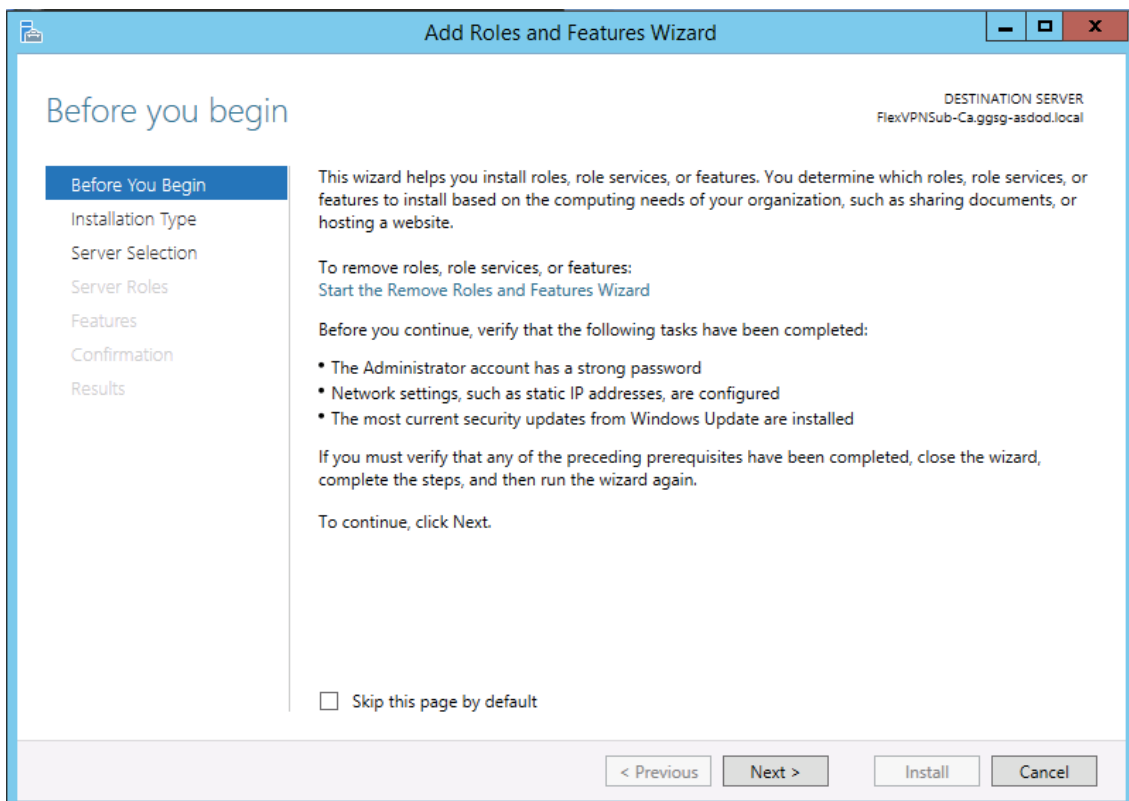 Add Roles and Features Wizard
Before you begin
DESTINATION SERVER
FlexVPNSub-Ca.ggsg-asdod.local
Before You Begin
Installation Type
Server Selection
Server Roles
Features
Confirmation
Results
This wizard helps you install roles, role services, or features. You determine which roles, role services, or
features to install based on the computing needs of your organization, such as sharing documents, or
hosting a website.
To remove roles, role services, or features:
Start the Remove Roles and Features Wizard
Before you continue, verify that the following tasks have been completed:
• The Administrator account has a strong password
• Network settings, such as static IP addresses, are configured
• The most current security updates from Windows Update are installed
If you must verify that any of the preceding prerequisites have been completed, close the wizard,
complete the steps, and then run the wizard again.
To continue, click Next.
Skip this page by default
< Previous
Next >
Install
Cancel